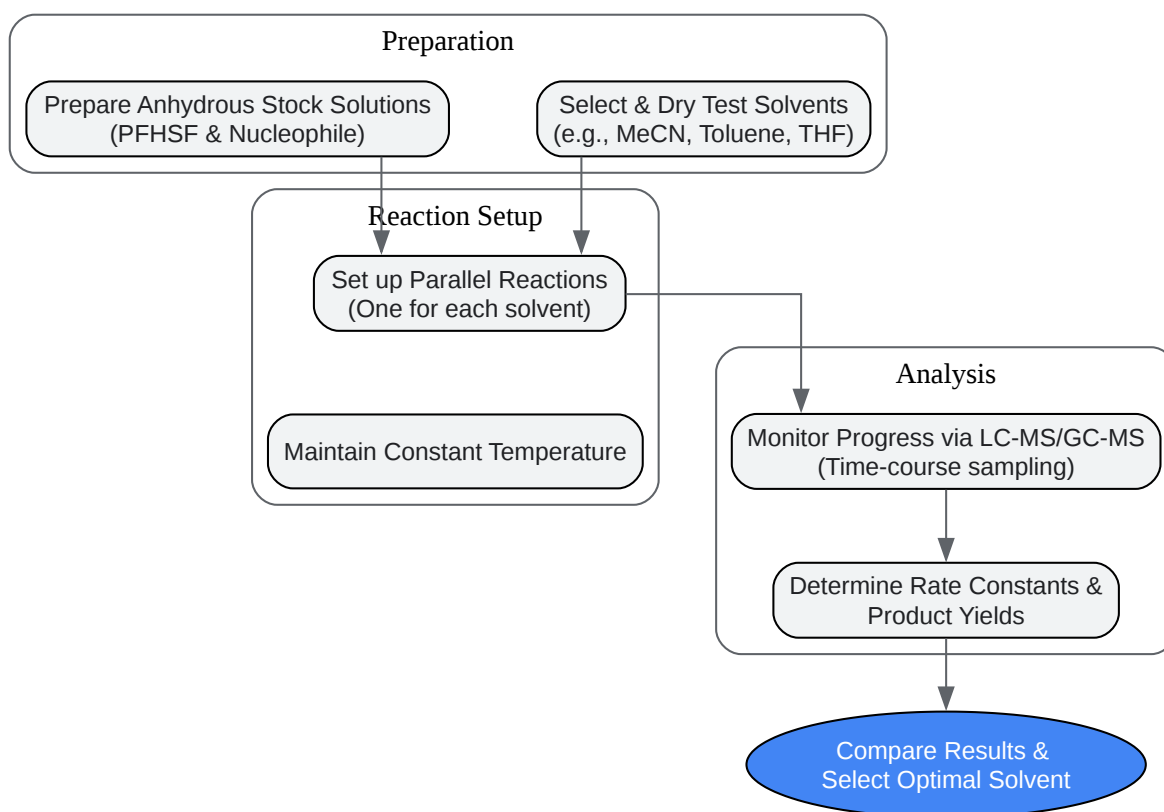 Preparation
Prepare Anhydrous Stock Solutions
(PFHSF & Nucleophile)
Select & Dry Test Solvents
(e.g., MeCN, Toluene, THF)
Reaction Setup
Set up Parallel Reactions
(One for each solvent)
Maintain Constant Temperature
Analysis
Monitor Progress via LC-MS/GC-MS
(Time-course sampling)
Determine Rate Constants &
Product Yields
Compare Results &
Select Optimal Solvent